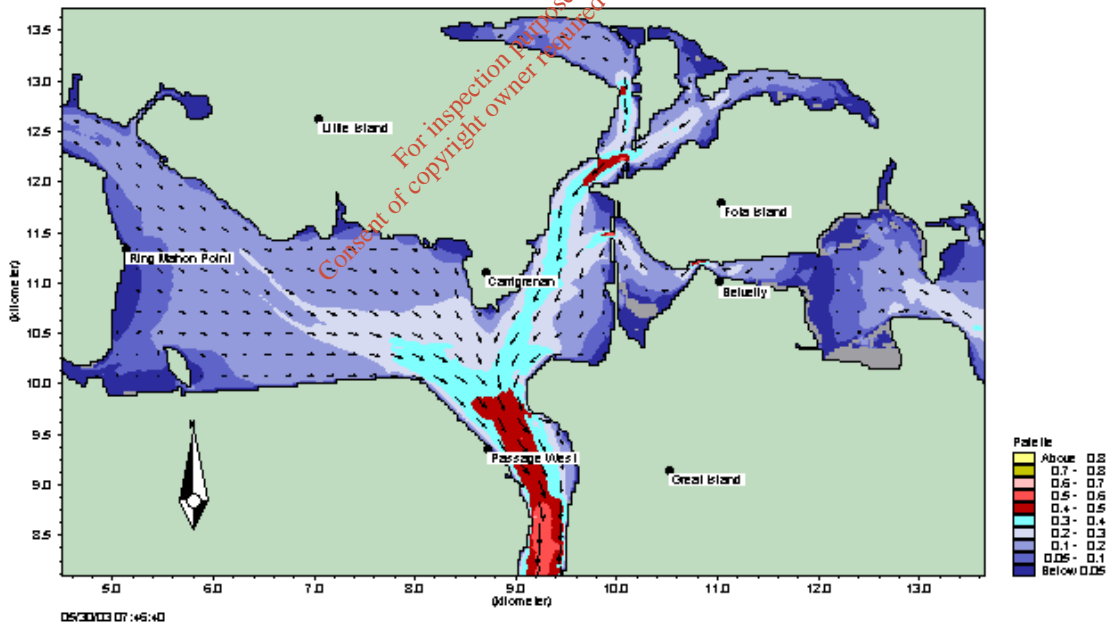 For inspection purpose
Consent of copyright owner required
13.5
13.0
12.5
12.0
11.5
11.0
10.5
10.0
9.5
9.0
8.5
(kilometer)
Little Island
Fota Island
Ring Mahon Point
Carrigrenan
Belvelly
Passage West
Great Island
N
5.0 6.0 7.0 8.0 9.0 10.0 11.0 12.0 13.0
(kilometer)
05/30/03 07:46:40
Palette
Above 0.8
0.7 - 0.8
0.6 - 0.7
0.5 - 0.6
0.4 - 0.5
0.3 - 0.4
0.2 - 0.3
0.1 - 0.2
0.05 - 0.1
Below 0.05